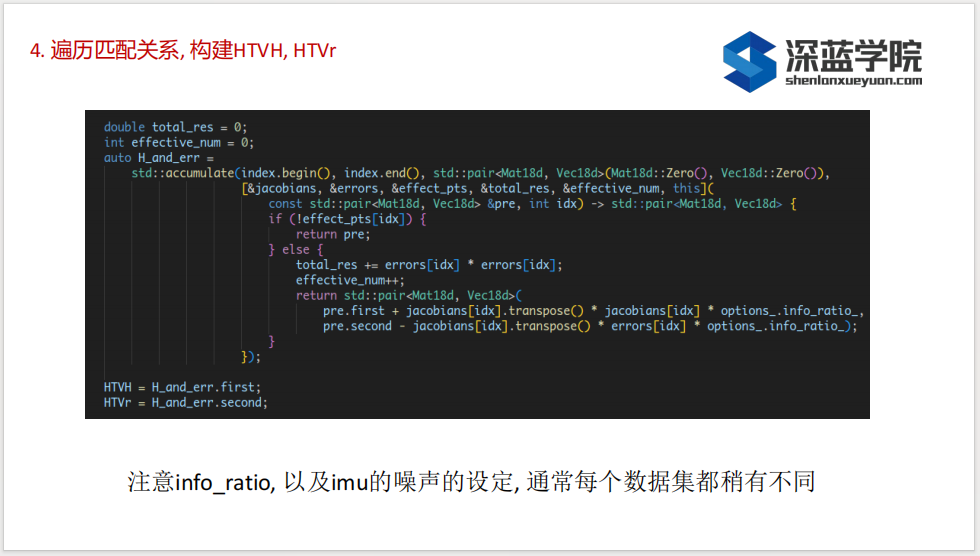 4. 遍历匹配关系, 构建HTVH, HTVr
深蓝学院
shenlanxueyuan.com
double total_res = 0;
int effective_num = 0;
auto H_and_err =
std::accumulate(index.begin(), index.end(), std::pair<Mat18d, Vec18d>(Mat18d::Zero(), Vec18d::Zero()),
[&jacobians, &errors, &effect_pts, &total_res, &effective_num, this](
const std::pair<Mat18d, Vec18d> &pre, int idx) -> std::pair<Mat18d, Vec18d> {
if (!effect_pts[idx]) {
return pre;
} else {
total_res += errors[idx] * errors[idx];
effective_num++;
return std::pair<Mat18d, Vec18d>(
pre.first + jacobians[idx].transpose() * jacobians[idx] * options_.info_ratio_,
pre.second - jacobians[idx].transpose() * errors[idx] * options_.info_ratio_);
}
});
HTVH = H_and_err.first;
HTVr = H_and_err.second;
注意info_ratio, 以及imu的噪声的设定, 通常每个数据集都稍有不同